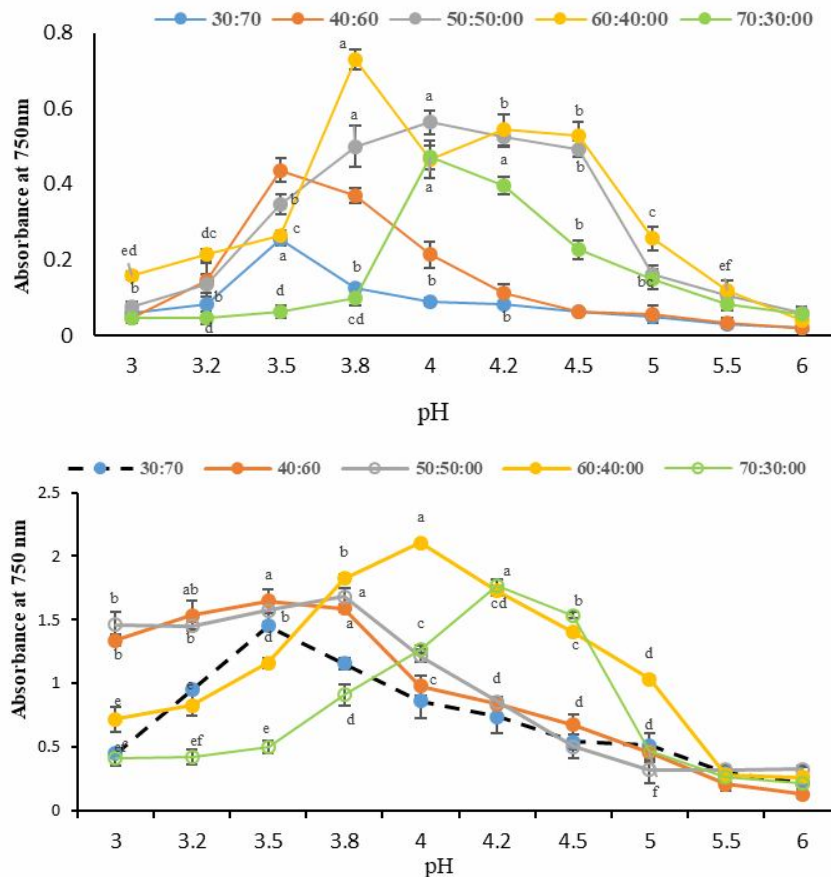 30:70 40:60 50:50:00 60:40:00 70:30:00
0.8
0.6
0.4
0.2
0
Absorbance at 750nm
a
a a b b
ed dc b c a b c
b b a b bc ef
d d cd b b
3 3.2 3.5 3.8 4 4.2 4.5 5 5.5 6
pH
30:70 40:60 50:50:00 60:40:00 70:30:00
2.5
2
1.5
1
0.5
0
Absorbance at 750 nm
a
b ab a b a a b
b b b a c cd c d
e e d c d d d
ef ef e d f
3 3.2 3.5 3.8 4 4.2 4.5 5 5.5 6
pH